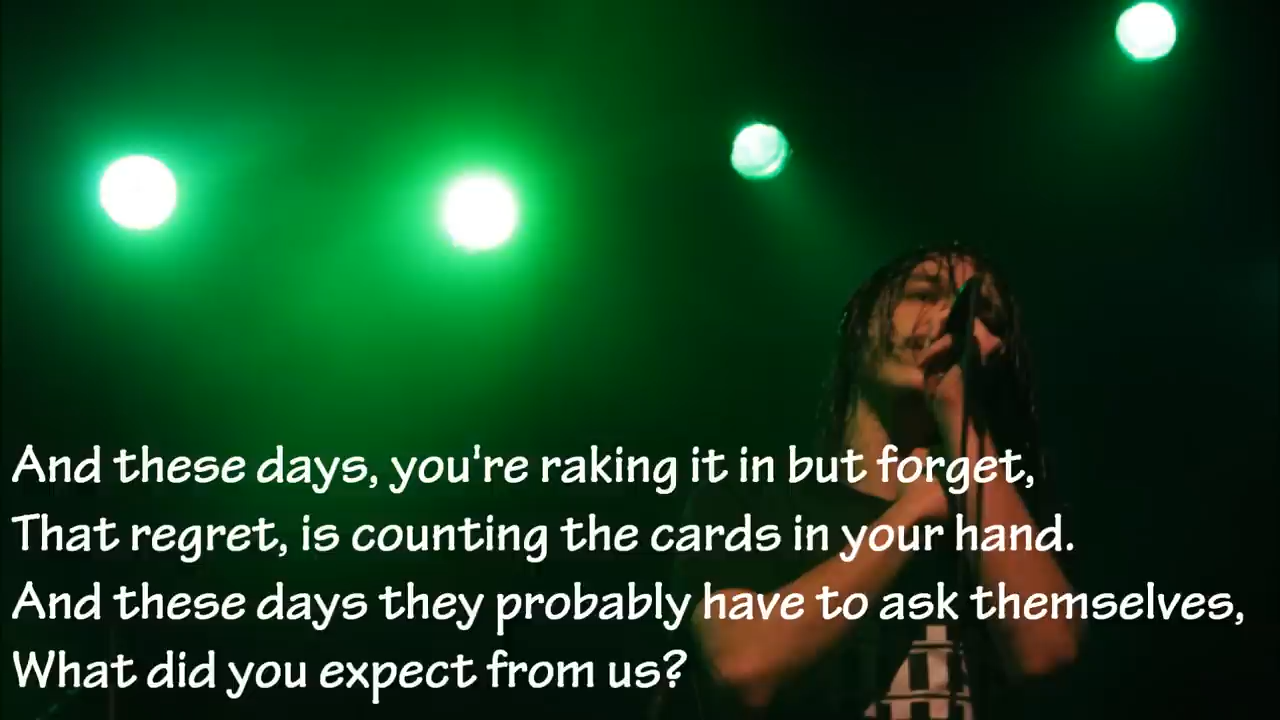 And these days, you're raking it in but forget,
That regret, is counting the cards in your hand.
And these days they probably have to ask themselves,
What did you expect from us?